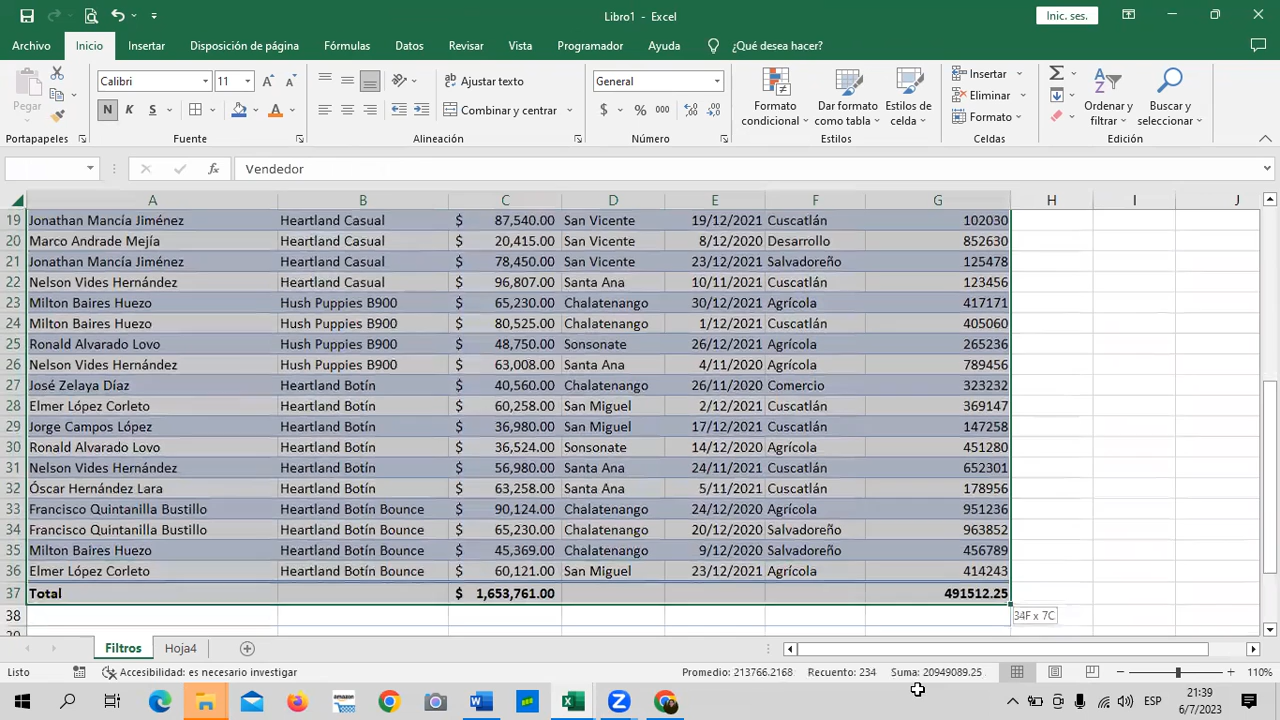 Libro1 - Excel
Inic. ses.
Archivo Inicio Insertar Disposición de página Fórmulas Datos Revisar Vista Programador Ayuda ¿Qué desea hacer?
Pegar
Calibri 11
N K S
Ajustar texto
Combinar y centrar
General
$ % 000
Formato condicional
Dar formato como tabla
Estilos de celda
Insertar
Eliminar
Formato
Ordenar y filtrar
Buscar y seleccionar
Portapapeles Fuente Alineación Número Estilos Celdas Edición
fx Vendedor
A B C D E F G H I J
19 Jonathan Mancía Jiménez Heartland Casual $ 87,540.00 San Vicente 19/12/2021 Cuscatlán 102030
20 Marco Andrade Mejía Heartland Casual $ 20,415.00 San Vicente 8/12/2020 Desarrollo 852630
21 Jonathan Mancía Jiménez Heartland Casual $ 78,450.00 San Vicente 23/12/2021 Salvadoreño 125478
22 Nelson Vides Hernández Heartland Casual $ 96,807.00 Santa Ana 10/11/2021 Cuscatlán 123456
23 Milton Baires Huezo Hush Puppies B900 $ 65,230.00 Chalatenango 30/12/2021 Agrícola 417171
24 Milton Baires Huezo Hush Puppies B900 $ 80,525.00 Chalatenango 1/12/2021 Cuscatlán 405060
25 Ronald Alvarado Lovo Hush Puppies B900 $ 48,750.00 Sonsonate 26/12/2021 Agrícola 265236
26 Nelson Vides Hernández Hush Puppies B900 $ 63,008.00 Santa Ana 4/11/2020 Agrícola 789456
27 José Zelaya Díaz Heartland Botín $ 40,560.00 Chalatenango 26/11/2020 Comercio 323232
28 Elmer López Corleto Heartland Botín $ 60,258.00 San Miguel 2/12/2021 Cuscatlán 369147
29 Jorge Campos López Heartland Botín $ 36,980.00 San Miguel 17/12/2021 Cuscatlán 147258
30 Ronald Alvarado Lovo Heartland Botín $ 36,524.00 Sonsonate 14/12/2020 Agrícola 451280
31 Nelson Vides Hernández Heartland Botín $ 56,980.00 Santa Ana 24/11/2021 Cuscatlán 652301
32 Óscar Hernández Lara Heartland Botín $ 63,258.00 Santa Ana 5/11/2021 Cuscatlán 178956
33 Francisco Quintanilla Bustillo Heartland Botín Bounce $ 90,124.00 Chalatenango 24/12/2020 Agrícola 951236
34 Francisco Quintanilla Bustillo Heartland Botín Bounce $ 65,230.00 Chalatenango 20/12/2020 Salvadoreño 963852
35 Milton Baires Huezo Heartland Botín Bounce $ 45,369.00 Chalatenango 9/12/2020 Salvadoreño 456789
36 Elmer López Corleto Heartland Botín Bounce $ 60,121.00 San Miguel 23/12/2021 Agrícola 414243
37 Total $ 1,653,761.00 491512.25
38 34F x 7C
Filtros Hoja4
Listo Accesibilidad: es necesario investigar Promedio: 213766.2168 Recuento: 234 Suma: 20949089.25 110%
ESP 21:39
6/7/2023